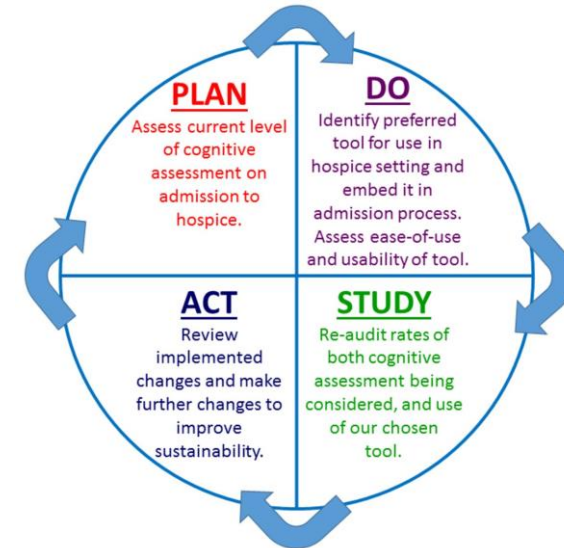 PLAN
Assess current level
of cognitive
assessment on
admission to
hospice.
DO
Identify preferred
tool for use in
hospice setting and
embed it in
admission process.
Assess ease-of-use
and usability of tool.
ACT
Review
implemented
changes and make
further changes to
improve
sustainability.
STUDY
Re-audit rates of
both cognitive
assessment being
considered, and use
of our chosen
tool.